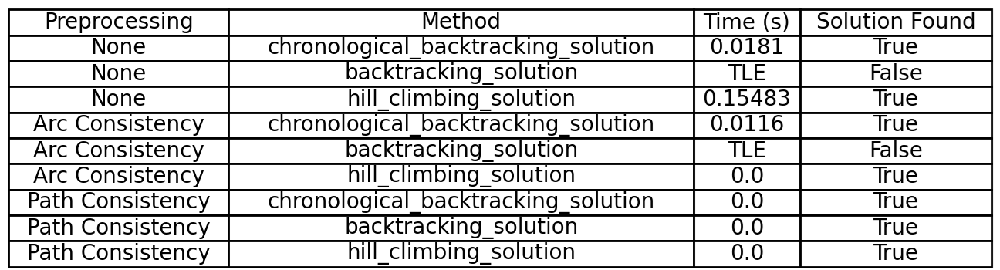 Preprocessing Method Time (s) Solution Found
None chronological_backtracking_solution 0.0181 True
None backtracking_solution TLE False
None hill_climbing_solution 0.15483 True
Arc Consistency chronological_backtracking_solution 0.0116 True
Arc Consistency backtracking_solution TLE False
Arc Consistency hill_climbing_solution 0.0 True
Path Consistency chronological_backtracking_solution 0.0 True
Path Consistency backtracking_solution 0.0 True
Path Consistency hill_climbing_solution 0.0 True